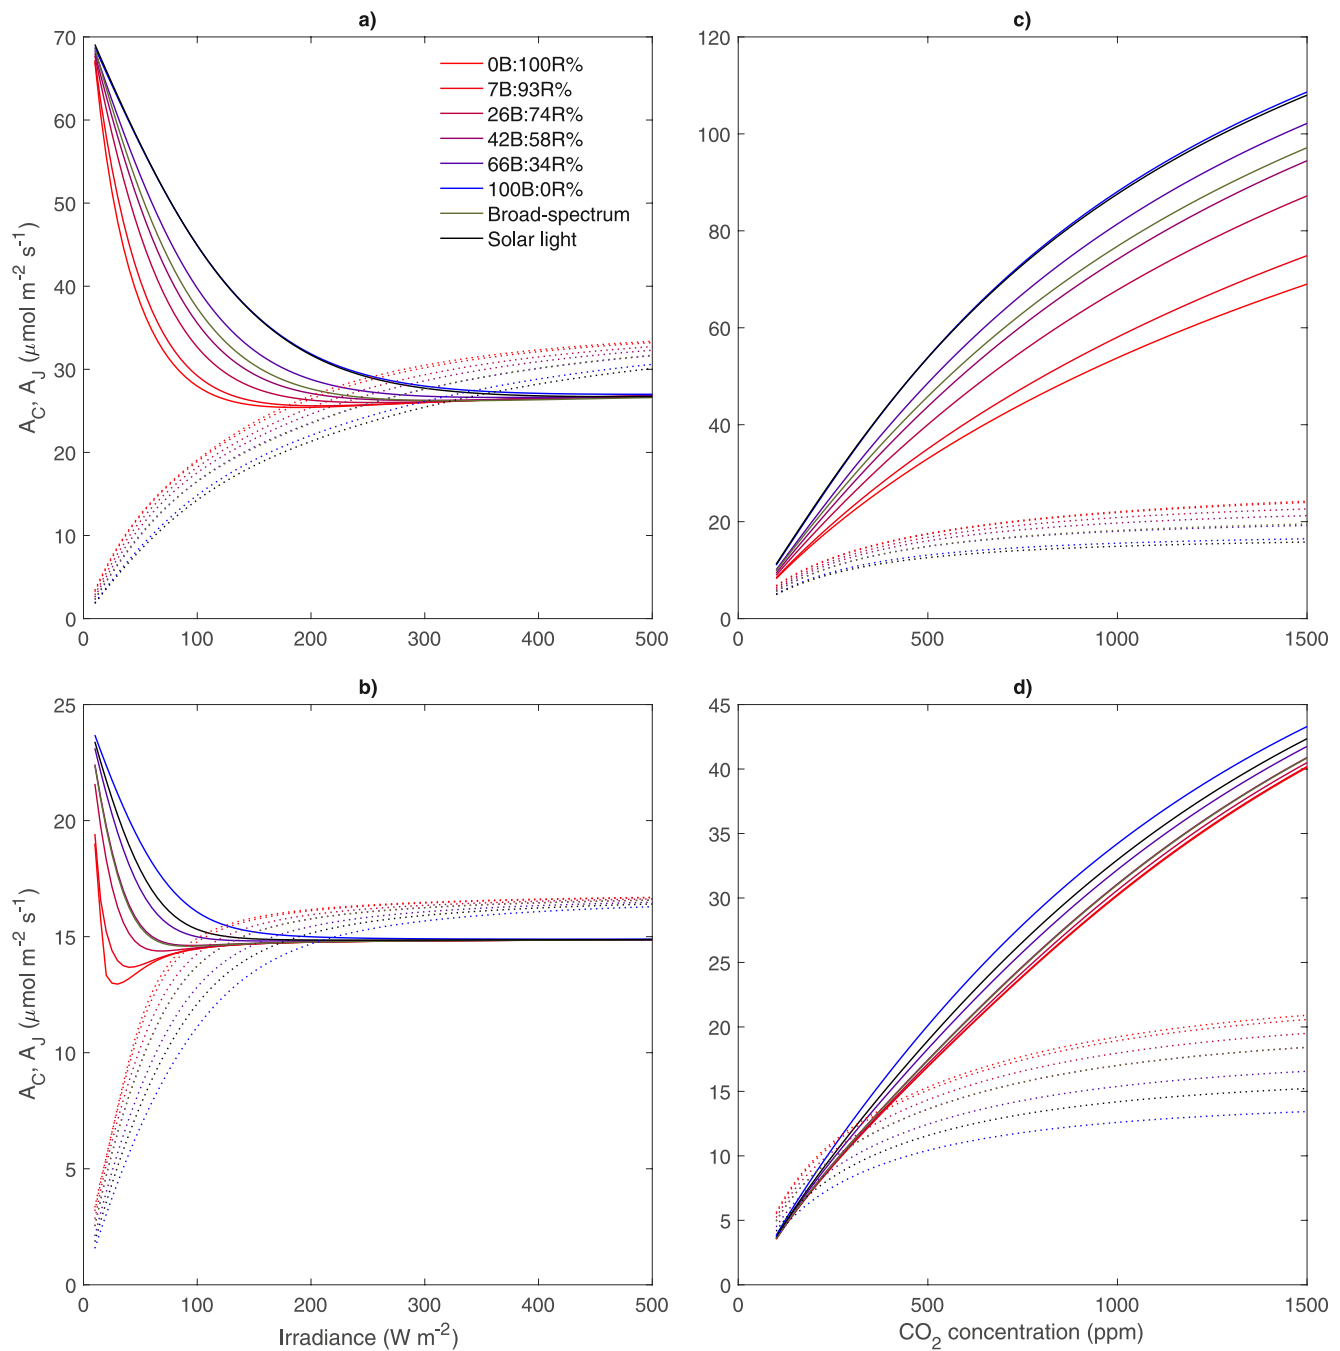 a)
70
60
50
40
30
20
10
0
0 100 200 300 400 500
A_C, A_J (μmol m⁻² s⁻¹)
0B:100R%
7B:93R%
26B:74R%
42B:58R%
66B:34R%
100B:0R%
Broad-spectrum
Solar light
c)
120
100
80
60
40
20
0
0 500 1000 1500
b)
25
20
15
10
5
0
0 100 200 300 400 500
A_C, A_J (μmol m⁻² s⁻¹)
Irradiance (W m⁻²)
d)
45
40
35
30
25
20
15
10
5
0
0 500 1000 1500
CO₂ concentration (ppm)